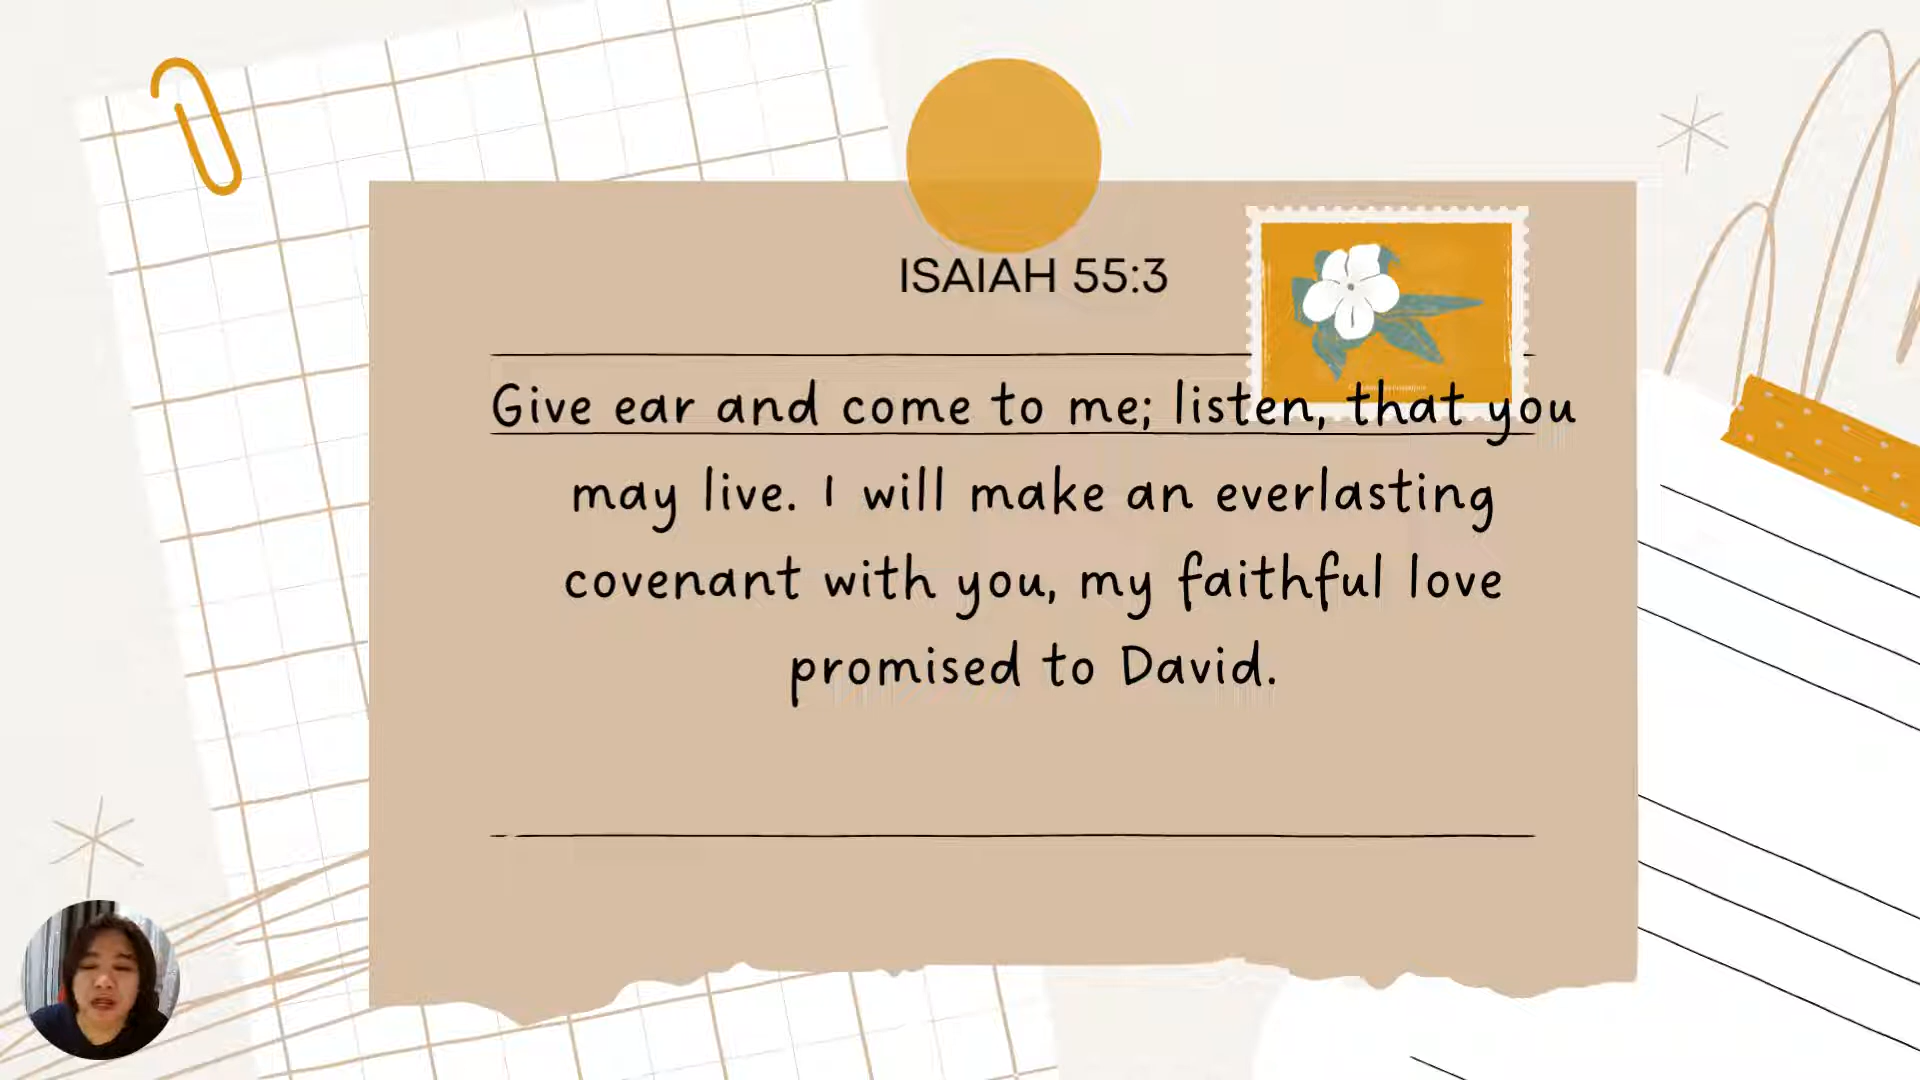 ISAIAH 55:3
Give ear and come to me; listen, that you
may live. I will make an everlasting
covenant with you, my faithful love
promised to David.